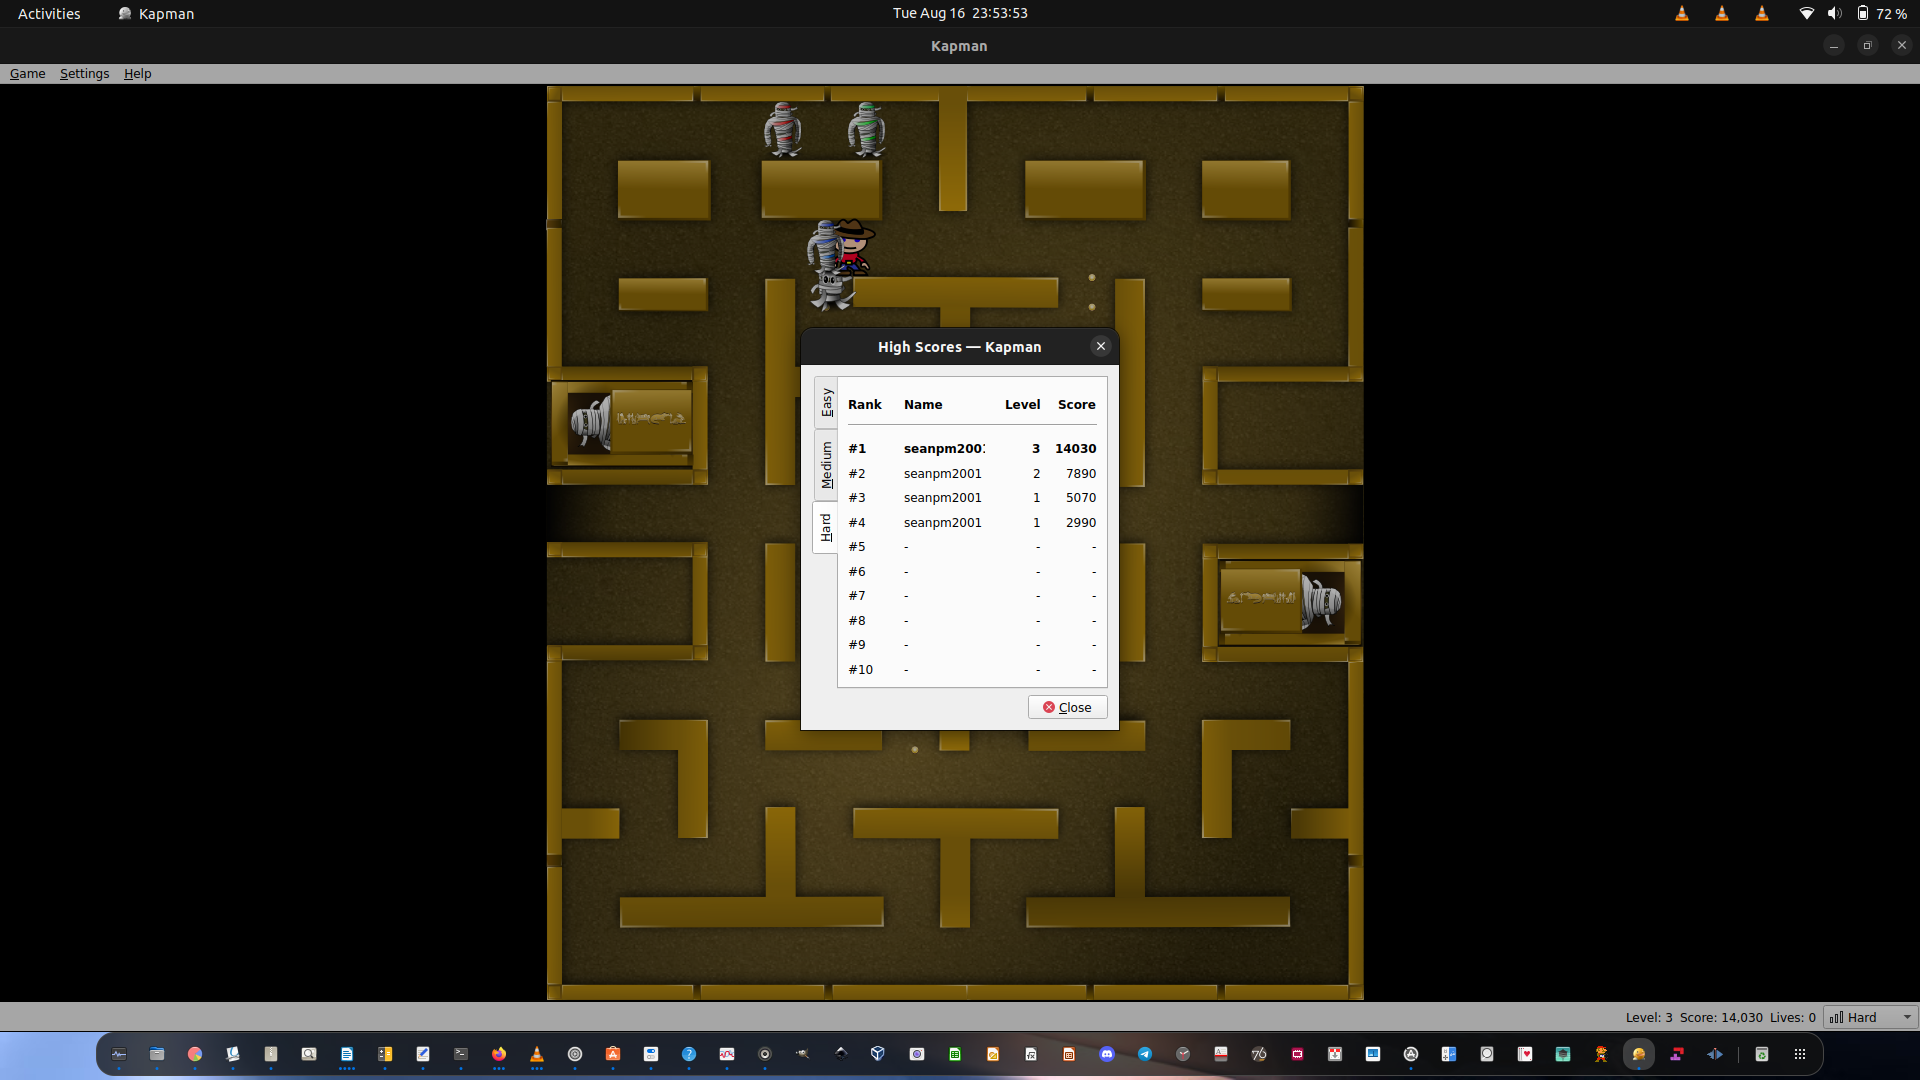 Activities Kapman Tue Aug 16 23:53:53 72 %
Kapman
Game Settings Help
High Scores — Kapman
Easy
Medium
Hard
Rank Name Level Score
#1 seanpm2001 3 14030
#2 seanpm2001 2 7890
#3 seanpm2001 1 5070
#4 seanpm2001 1 2990
#5 - - -
#6 - - -
#7 - - -
#8 - - -
#9 - - -
#10 - - -
Close
Level: 3 Score: 14,030 Lives: 0 Hard